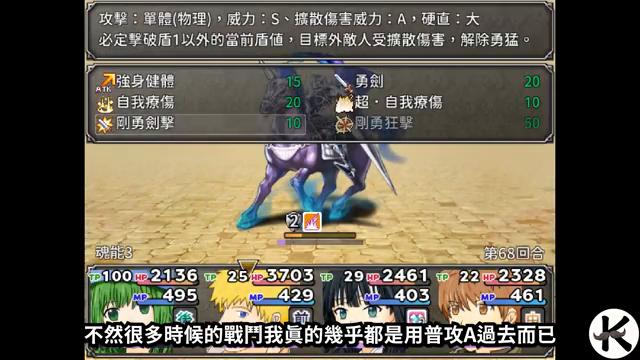 攻擊：單體(物理)，威力：S、擴散傷害威力：A，硬直：大
必定擊破盾1以外的當前盾值，目標外敵人受擴散傷害，解除勇猛。
ATK 強身健體 15 勇劍 20
自我療傷 20 超・自我療傷 10
剛勇劍擊 10 剛勇狂擊 50
2
魂能3 第68回合
TP 100 HP 2136 TP 25 HP 3703 TP 29 HP 2461 TP 22 HP 2328
MP 495 MP 429 MP 403 MP 461
後 前
不然很多時候的戰鬥我真的幾乎都是用普攻A過去而已
K